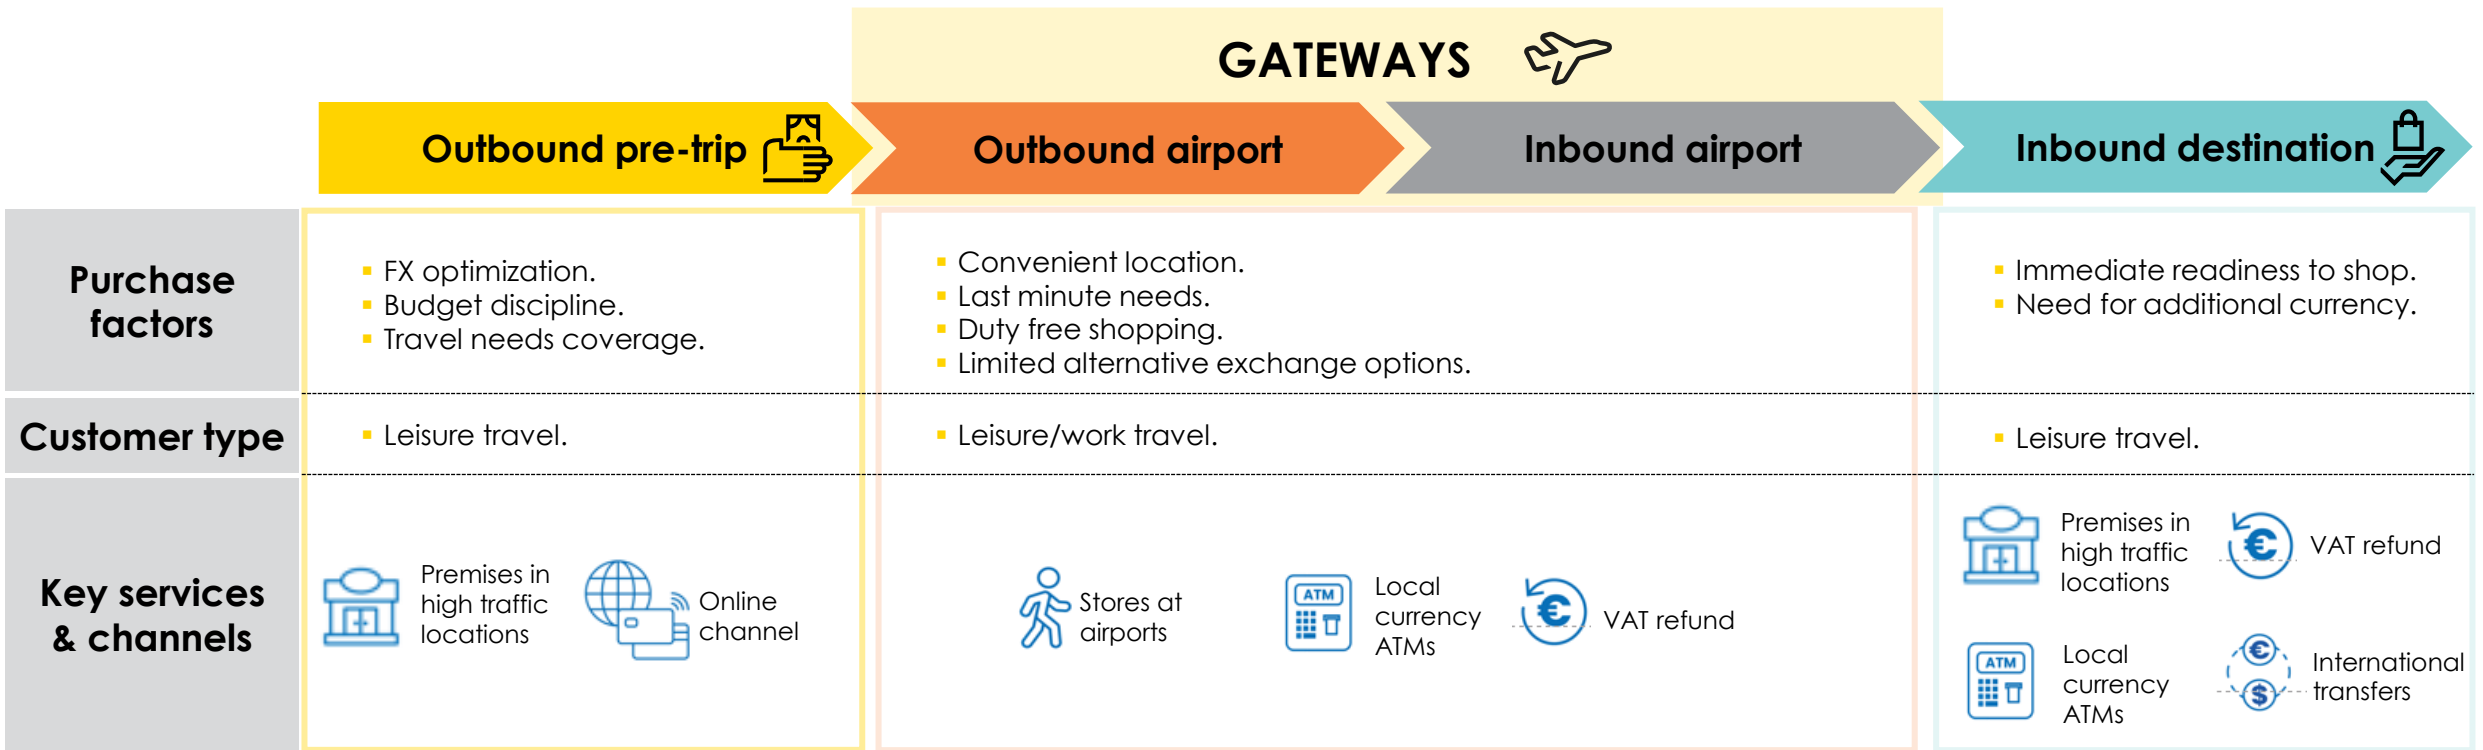 GATEWAYS
Outbound pre-trip
Outbound airport
Inbound airport
Inbound destination
Purchase
factors
FX optimization.
Budget discipline.
Travel needs coverage.
Convenient location.
Last minute needs.
Duty free shopping.
Limited alternative exchange options.
Immediate readiness to shop.
Need for additional currency.
Customer type
Leisure travel.
Leisure/work travel.
Leisure travel.
Key services
& channels
Premises in
high traffic
locations
Online
channel
Stores at
airports
ATM
Local
currency
ATMs
€
VAT refund
Premises in
high traffic
locations
€
VAT refund
ATM
Local
currency
ATMs
€
$
International
transfers